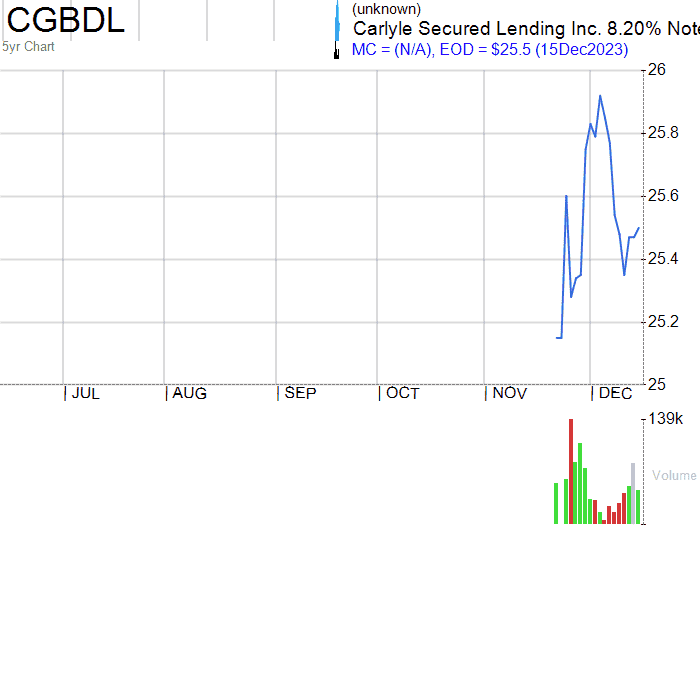 CGBDL
5yr Chart
(unknown)
Carlyle Secured Lending Inc. 8.20% Note
MC = (N/A), EOD = $25.5 (15Dec2023)
26
25.8
25.6
25.4
25.2
25
JUL AUG SEP OCT NOV DEC
139k
Volume